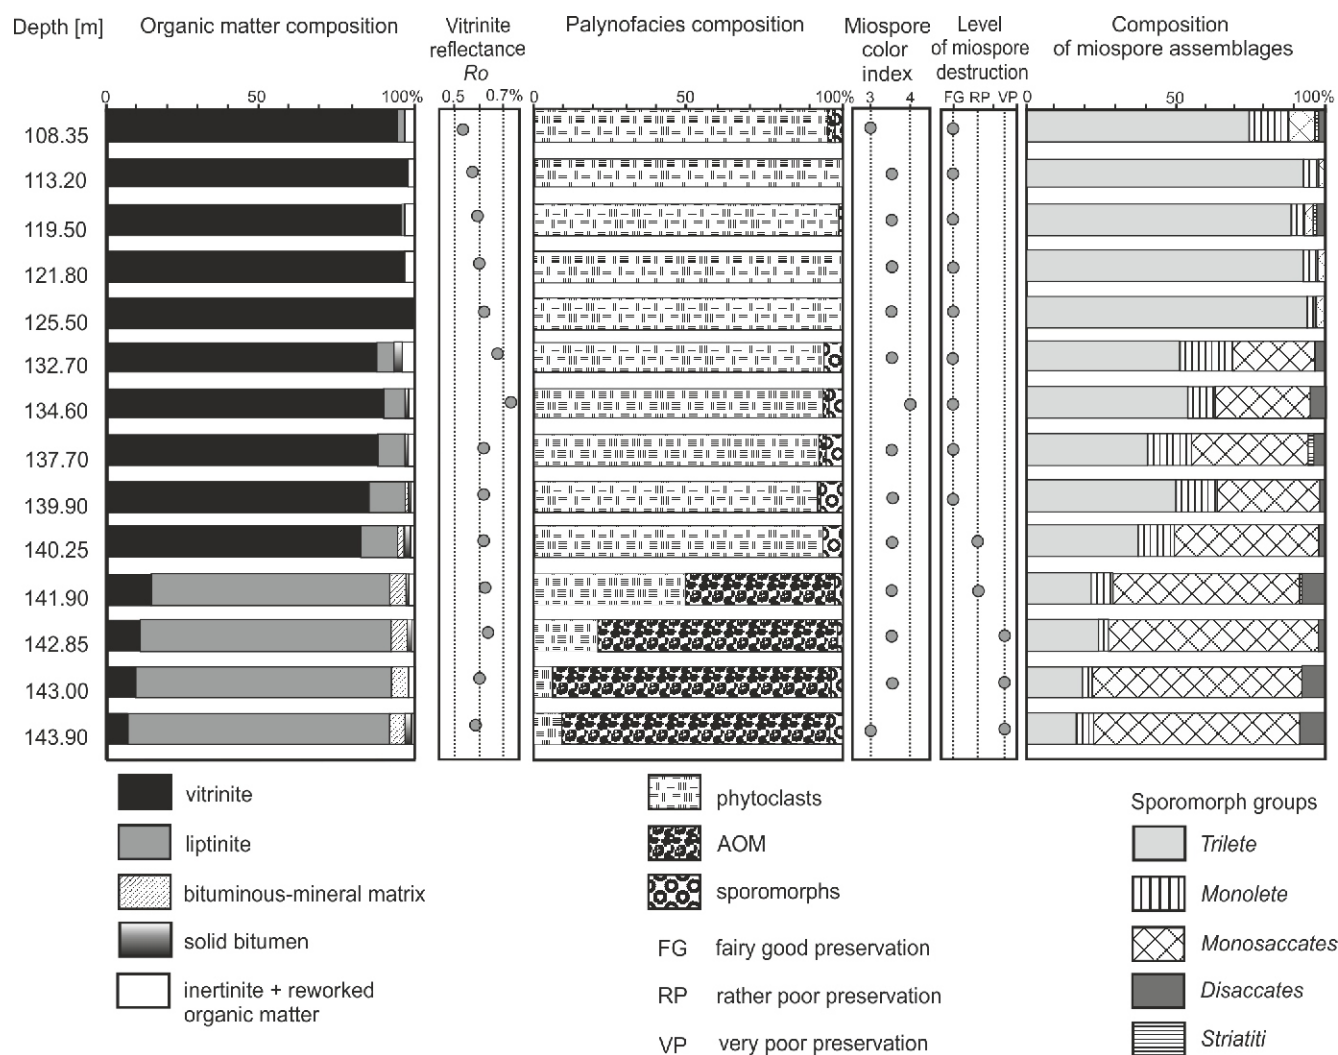 Depth [m]
Organic matter composition
Vitrinite
reflectance
Ro
Palynofacies composition
Miospore
color
index
Level
of miospore
destruction
Composition
of miospore assemblages
0 50 100%
0.5 0.7%
0 50 100%
3 4
FG RP VP
0 50 100%
108.35
113.20
119.50
121.80
125.50
132.70
134.60
137.70
139.90
140.25
141.90
142.85
143.00
143.90
vitrinite
liptinite
bituminous-mineral matrix
solid bitumen
inertinite + reworked
organic matter
phytoclasts
AOM
sporomorphs
FG fairy good preservation
RP rather poor preservation
VP very poor preservation
Sporomorph groups
Trilete
Monolete
Monosaccates
Disaccates
Striatiti